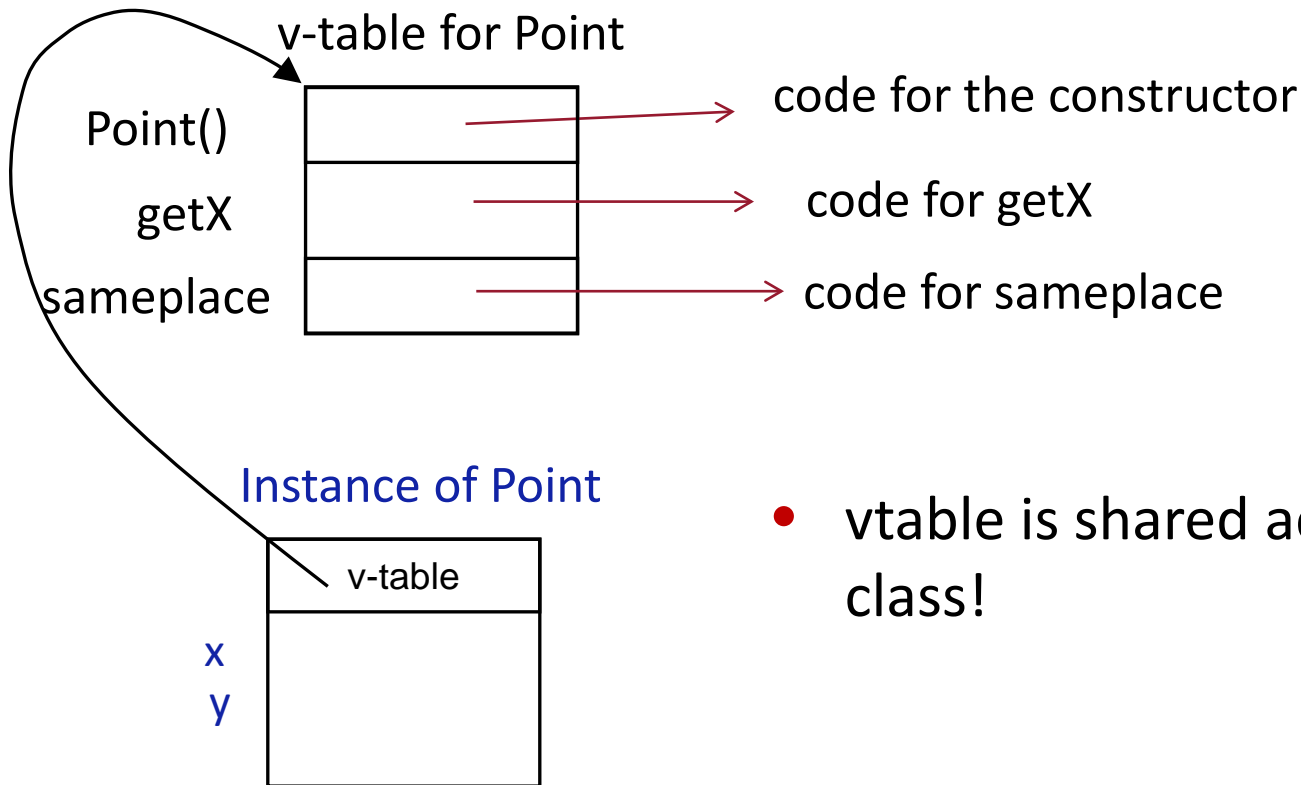 v-table for Point
Point()
code for the constructor
getX
code for getX
sameplace
code for sameplace
Instance of Point
v-table
x
y
• vtable is shared
class!